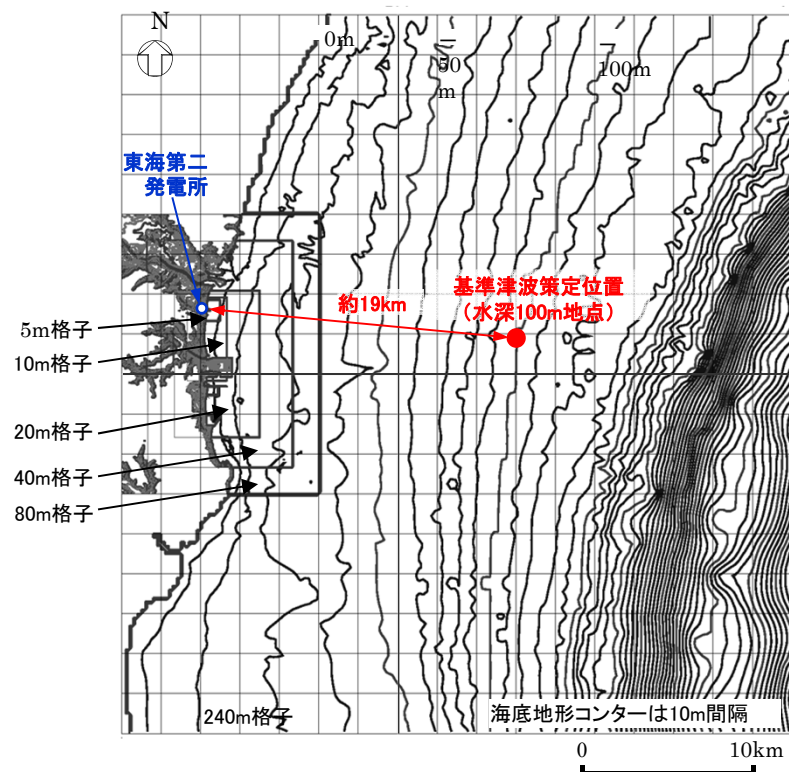 N
0m
50
m
100m
東海第二
発電所
約19km
基準津波策定位置
（水深100m地点）
5m格子
10m格子
20m格子
40m格子
80m格子
240m格子
海底地形コンターは10m間隔
0
10km